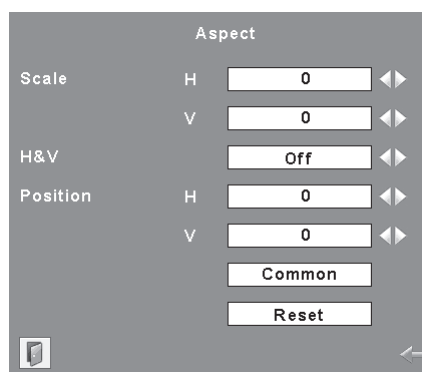 Aspect
Scale H 0
V 0
H&V Off
Position H 0
V 0
Common
Reset